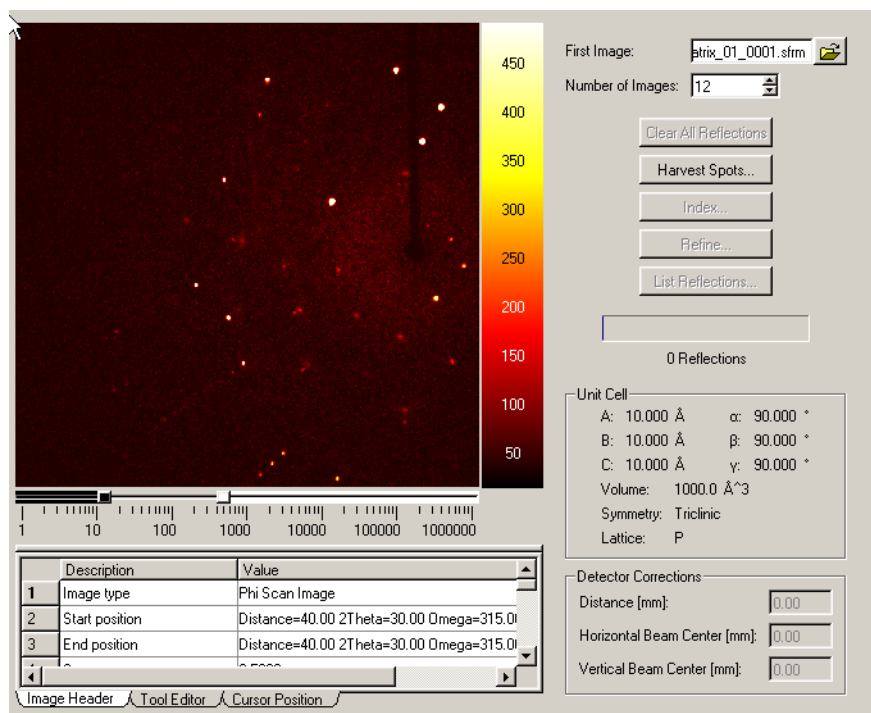 First Image: atrix_01_0001.sfrm
Number of Images: 12
Clear All Reflections
Harvest Spots...
Index...
Refine...
List Reflections...
0 Reflections
Unit Cell
A: 10.000 Å α: 90.000 °
B: 10.000 Å β: 90.000 °
C: 10.000 Å γ: 90.000 °
Volume: 1000.0 Å^3
Symmetry: Triclinic
Lattice: P
Detector Corrections
Distance [mm]: 0.00
Horizontal Beam Center [mm]: 0.00
Vertical Beam Center [mm]: 0.00
450
400
350
300
250
200
150
100
50
1 10 100 1000 10000 100000 1000000
Description Value
1 Image type Phi Scan Image
2 Start position Distance=40.00 2Theta=30.00 Omega=315.0
3 End position Distance=40.00 2Theta=30.00 Omega=315.0
Image Header Tool Editor Cursor Position